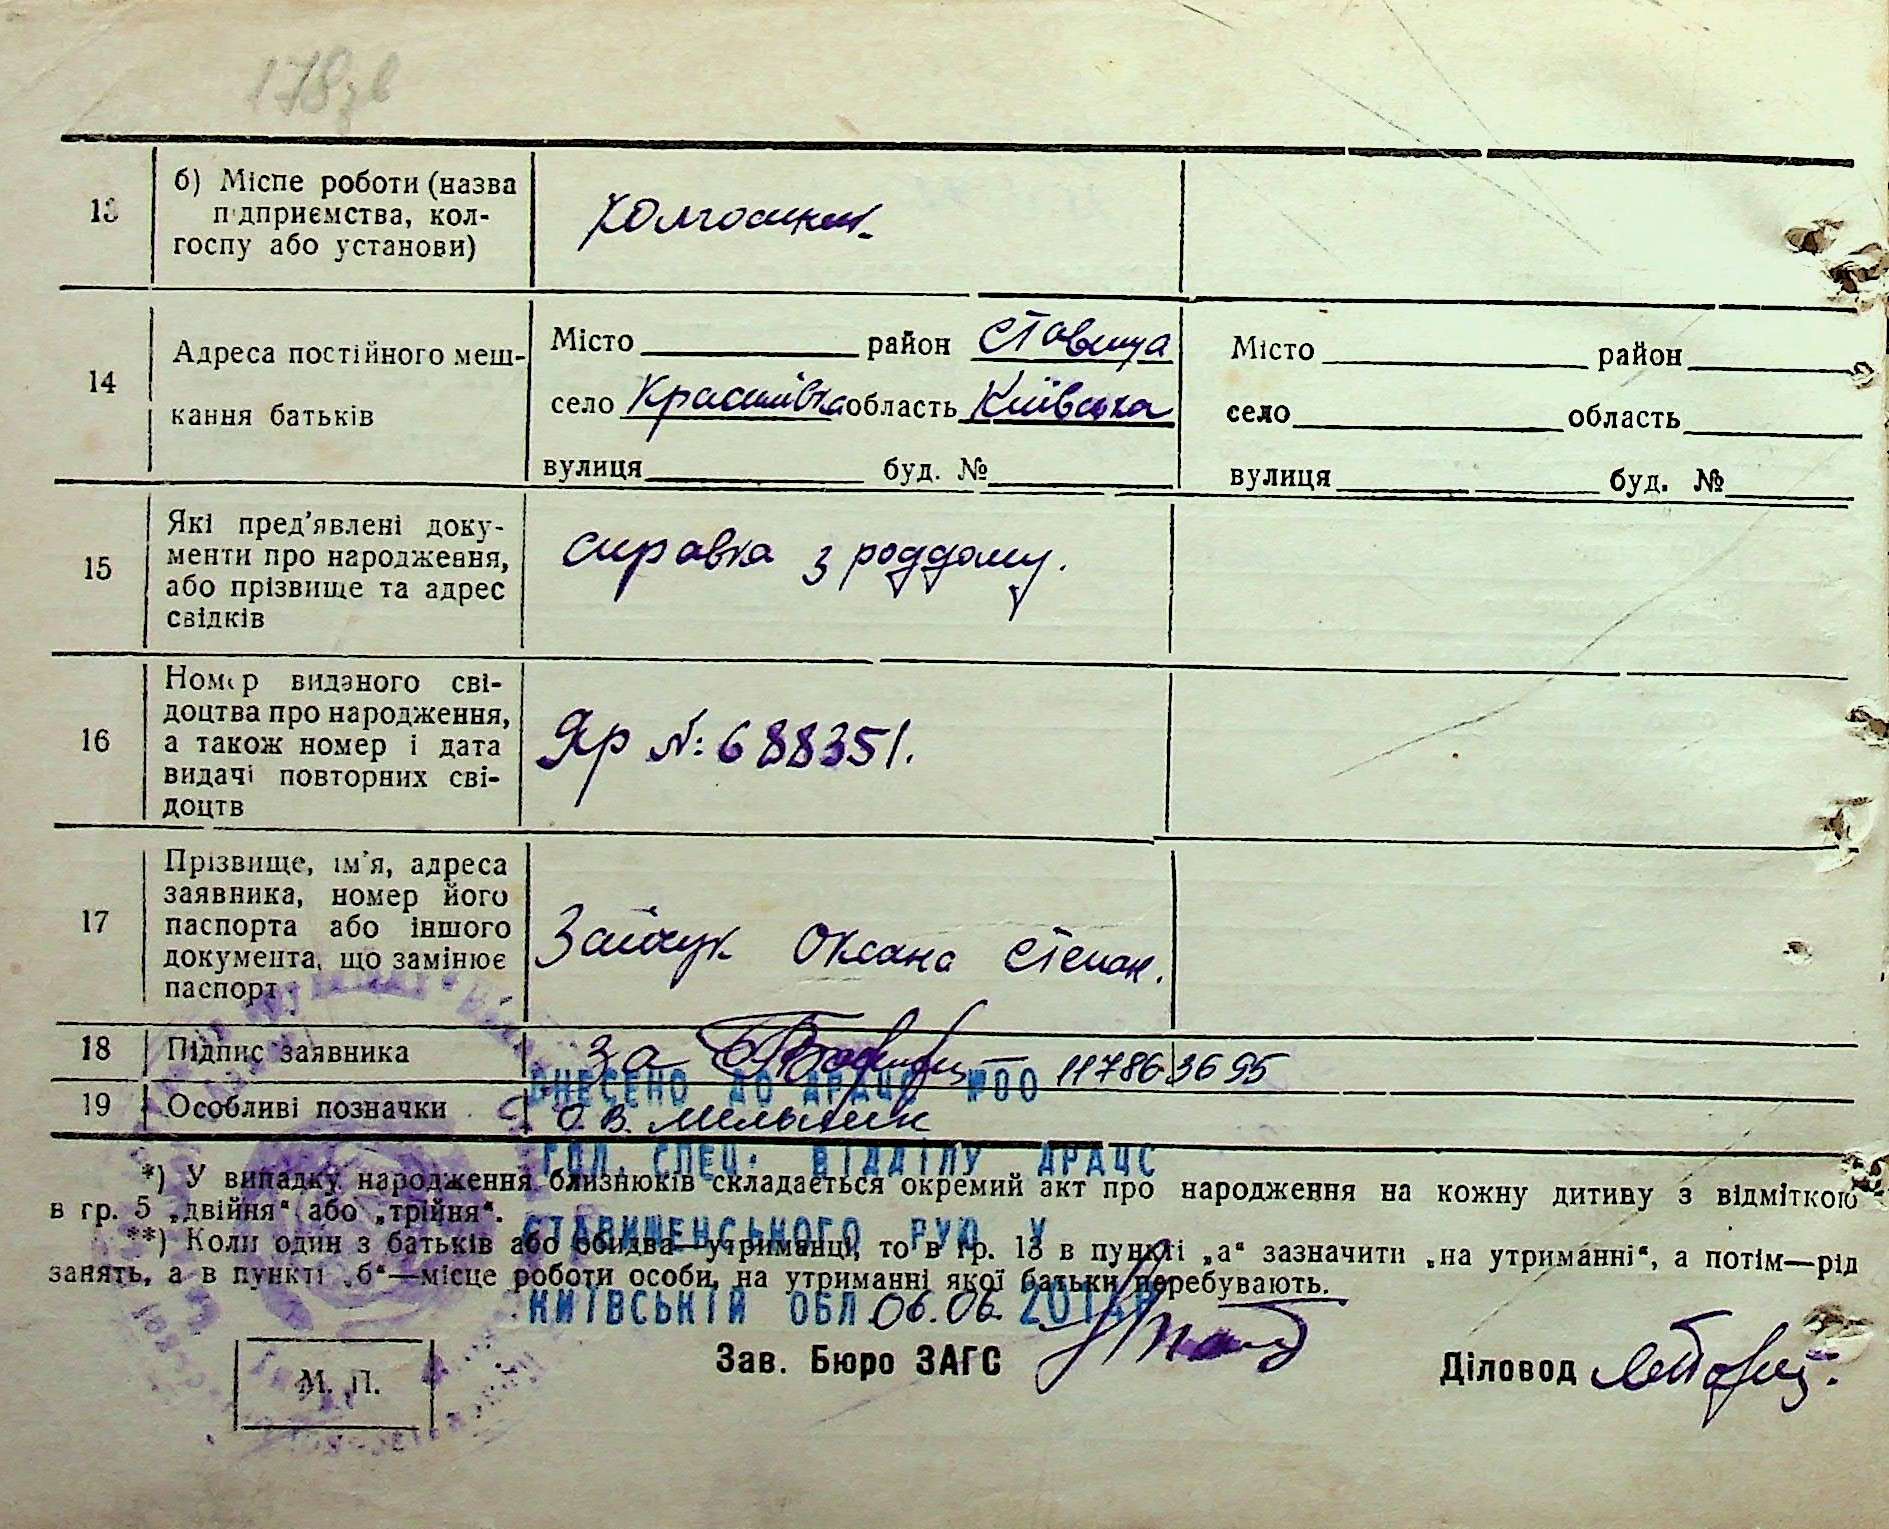 178зв
13
б) Місце роботи (назва
підприємства, кол-
госпу або установи)
колгоспник.
14
Адреса постійного меш-
кання батьків
Місто район Ставища
село Красилівка область Київська
вулиця буд. №
Місто район
село область
вулиця буд. №
15
Які пред'явлені доку-
менти про народження,
або прізвище та адрес
свідків
справка з роддому.
16
Номер виданого сві-
доцтва про народження,
а також номер і дата
видачі повторних сві-
доцтв
Яр №: 688351.
17
Прізвище, ім'я, адреса
заявника, номер його
паспорта або іншого
документа, що замінює
паспорт
Зайчук Оксана Степан.
18
Підпис заявника
за 117863695
19
Особливі позначки
ВНЕСЕНО ДО ДРАЦС №00
О.В. Мельник
ГОЛ. СПЕЦ. ВІДДІЛУ ДРАЦС
*) У випадку народження близнюків складається окремий акт про народження на кожну дитину з відміткою
в гр. 5 „двійня“ або „трійня“.
СТАВИЩЕНСЬКОГО РУЮ У
**) Коли один з батьків або обидва—утриманці, то в гр. 13 в пункті „а“ зазначити „на утриманні“, а потім—рід
занять, а в пункті „б“—місце роботи особи, на утриманні якої батьки перебувають.
КИЇВСЬКІЙ ОБЛ. 06.06.
Зав. Бюро ЗАГС
Діловод
М. П.